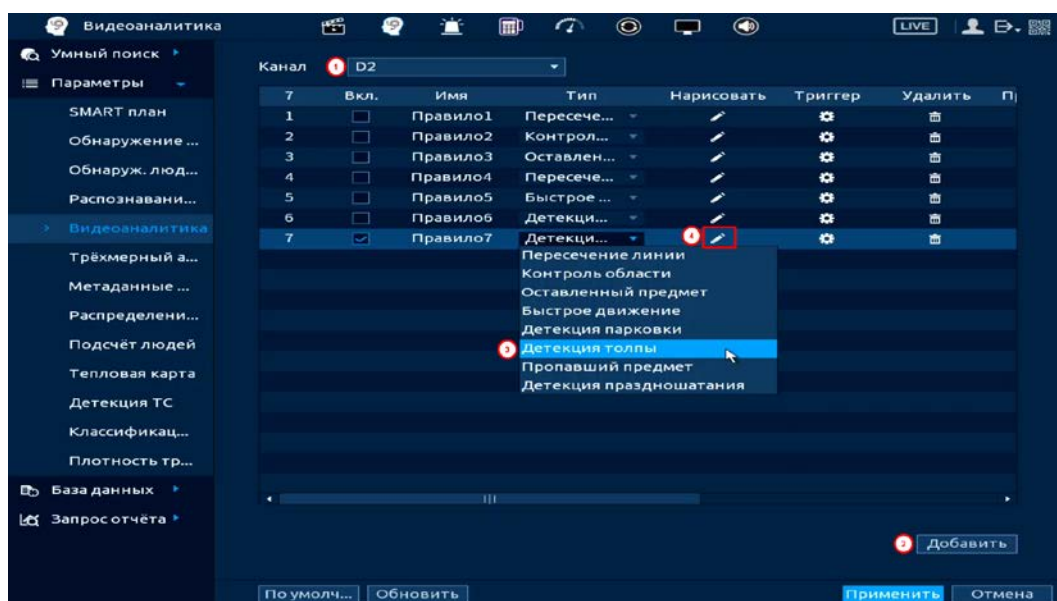 Видеоаналитика
LIVE
Умный поиск
Параметры
SMART план
Обнаружение ...
Обнаруж. люд...
Распознавани...
Видеоаналитика
Трёхмерный а...
Метаданные ...
Распределени...
Подсчёт людей
Тепловая карта
Детекция ТС
Классификац...
Плотность тр...
База данных
Запрос отчёта
Канал 1 D2
7 Вкл. Имя Тип Нарисовать Триггер Удалить П
1 Правило1 Пересече...
2 Правило2 Контрол...
3 Правило3 Оставлен...
4 Правило4 Пересече...
5 Правило5 Быстрое ...
6 Правило6 Детекци...
7 Правило7 Детекци... 4
Пересечение линии
Контроль области
Оставленный предмет
Быстрое движение
Детекция парковки
3 Детекция толпы
Пропавший предмет
Детекция праздношатания
2 Добавить
По умолч... Обновить Применить Отмена